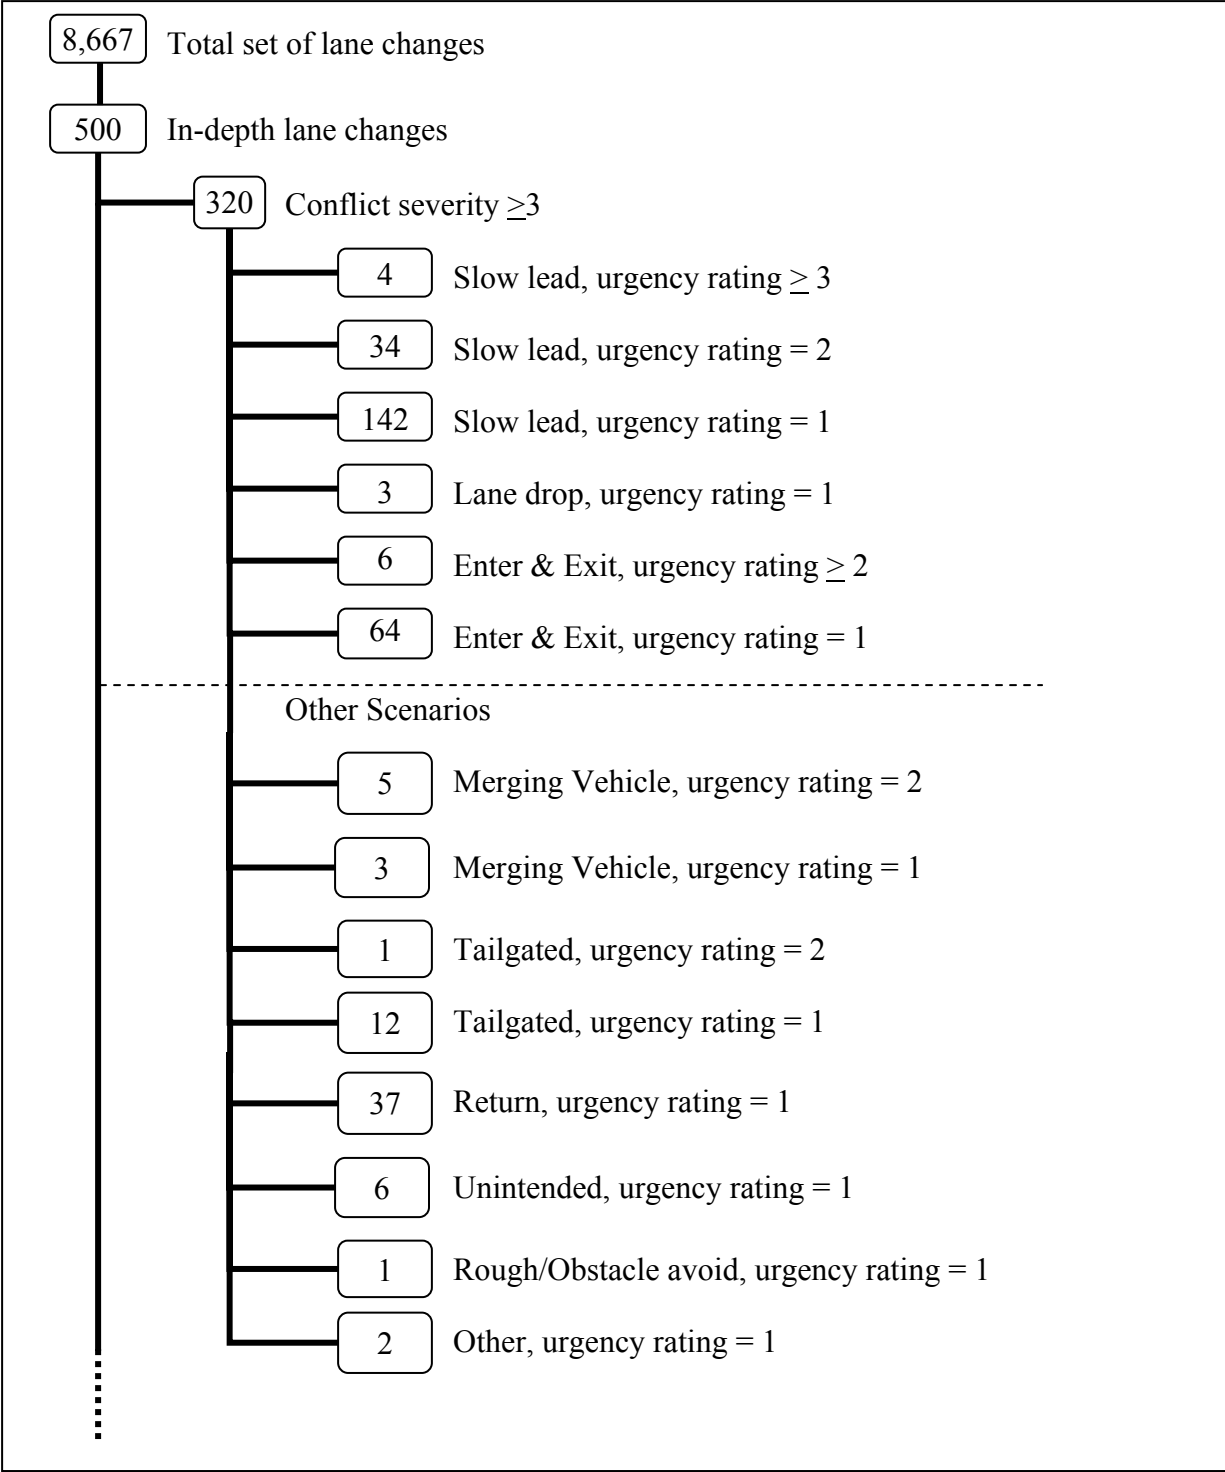 8,667 Total set of lane changes
500 In-depth lane changes
320 Conflict severity ≥3
4 Slow lead, urgency rating ≥ 3
34 Slow lead, urgency rating = 2
142 Slow lead, urgency rating = 1
3 Lane drop, urgency rating = 1
6 Enter & Exit, urgency rating ≥ 2
64 Enter & Exit, urgency rating = 1
Other Scenarios
5 Merging Vehicle, urgency rating = 2
3 Merging Vehicle, urgency rating = 1
1 Tailgated, urgency rating = 2
12 Tailgated, urgency rating = 1
37 Return, urgency rating = 1
6 Unintended, urgency rating = 1
1 Rough/Obstacle avoid, urgency rating = 1
2 Other, urgency rating = 1